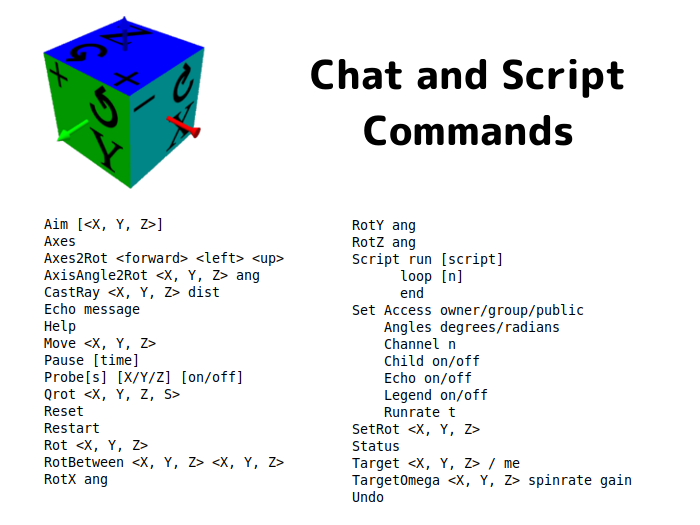 Chat and Script
Commands
Z
+
+
−
Y
X
Aim [<X, Y, Z>]
Axes
Axes2Rot <forward> <left> <up>
AxisAngle2Rot <X, Y, Z> ang
CastRay <X, Y, Z> dist
Echo message
Help
Move <X, Y, Z>
Pause [time]
Probe[s] [X/Y/Z] [on/off]
Qrot <X, Y, Z, S>
Reset
Restart
Rot <X, Y, Z>
RotBetween <X, Y, Z> <X, Y, Z>
RotX ang
RotY ang
RotZ ang
Script run [script]
loop [n]
end
Set Access owner/group/public
Angles degrees/radians
Channel n
Child on/off
Echo on/off
Legend on/off
Runrate t
SetRot <X, Y, Z>
Status
Target <X, Y, Z> / me
TargetOmega <X, Y, Z> spinrate gain
Undo